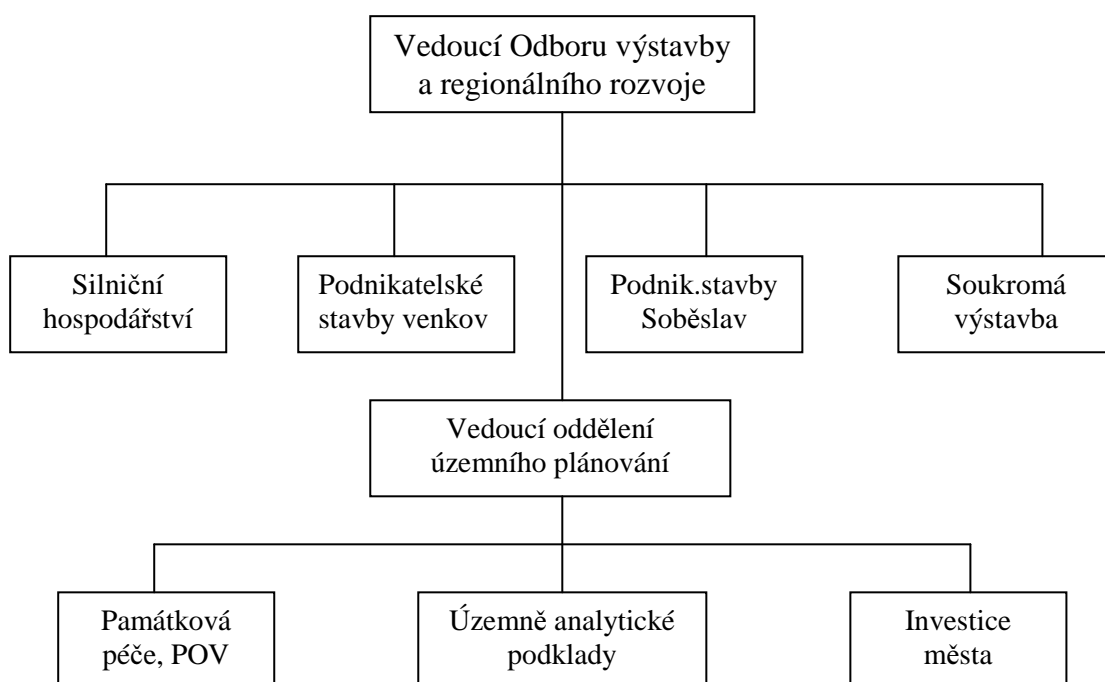 Vedoucí Odboru výstavby
a regionálního rozvoje
Silniční
hospodářství
Podnikatelské
stavby venkov
Podnik.stavby
Soběslav
Soukromá
výstavba
Vedoucí oddělení
územního plánování
Památková
péče, POV
Územně analytické
podklady
Investice
města